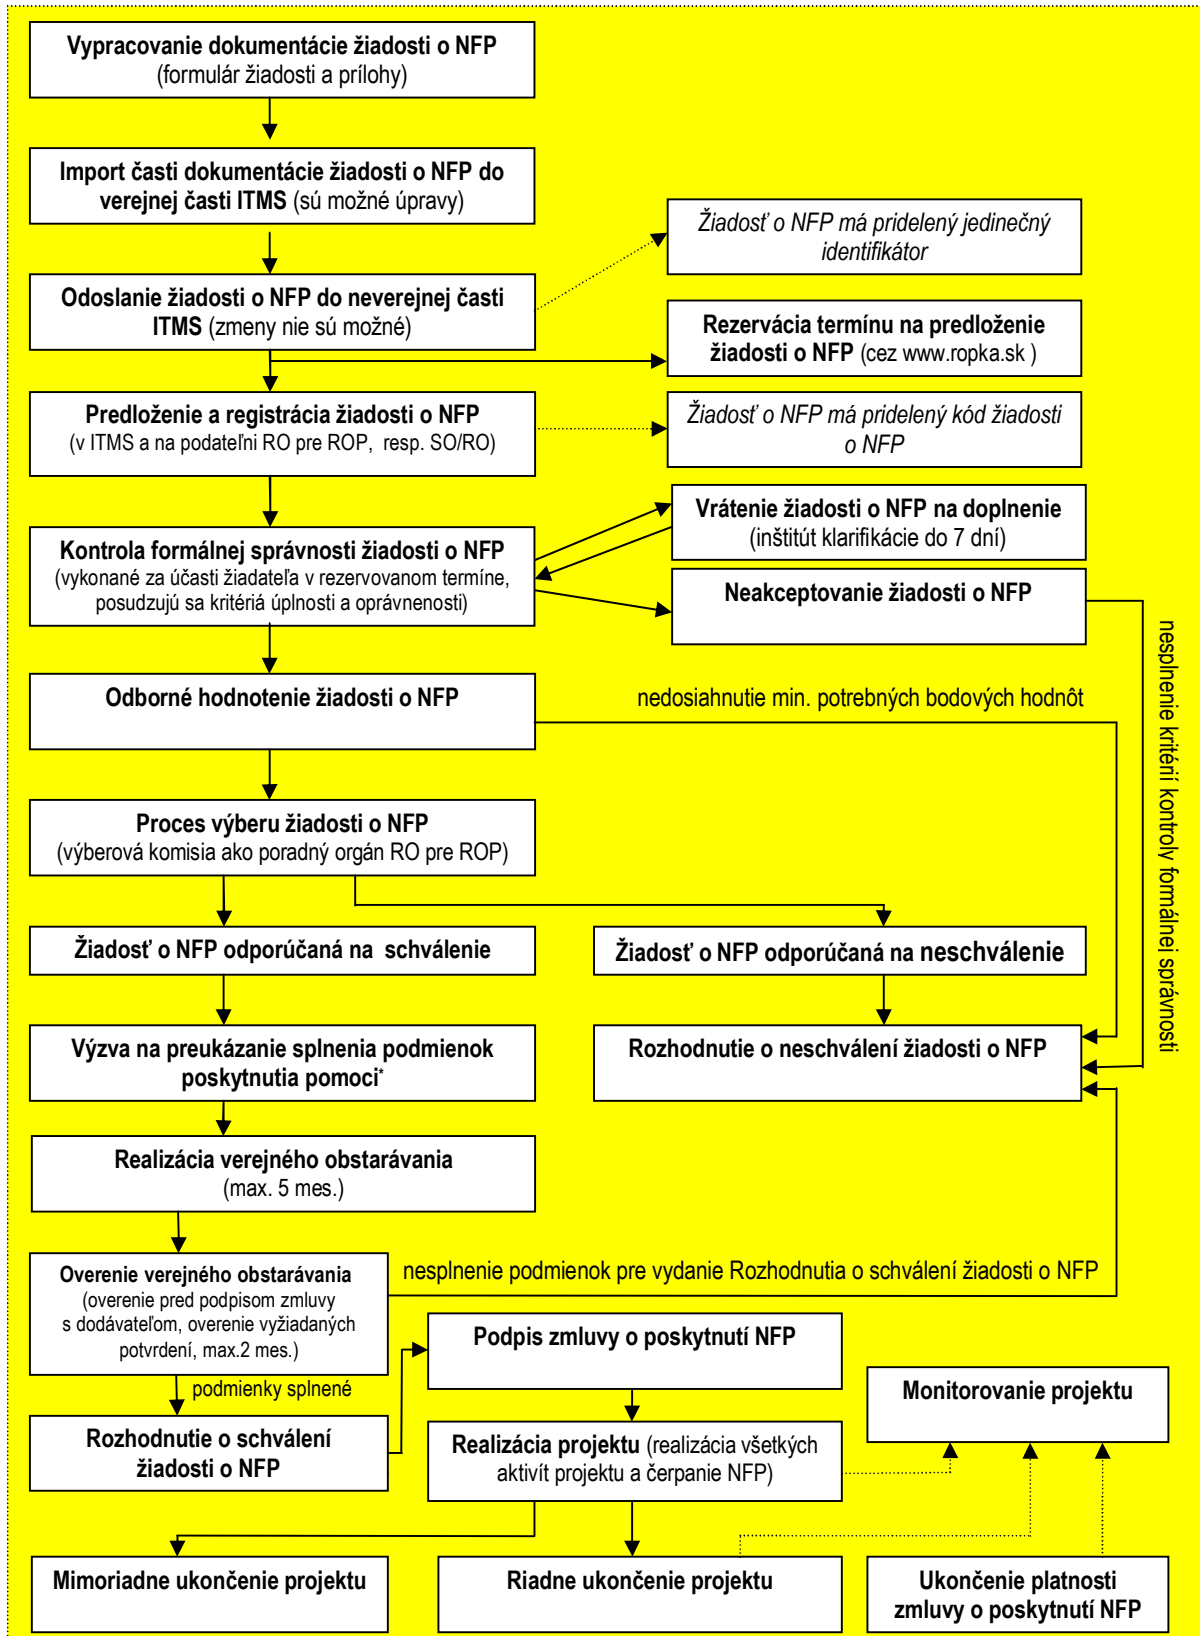 Vypracovanie dokumentácie žiadosti o NFP
(formulár žiadosti a prílohy)
Import časti dokumentácie žiadosti o NFP do
verejnej časti ITMS (sú možné úpravy)
Žiadosť o NFP má pridelený jedinečný
identifikátor
Odoslanie žiadosti o NFP do neverejnej časti
ITMS (zmeny nie sú možné)
Rezervácia termínu na predloženie
žiadosti o NFP (cez www.ropka.sk )
Predloženie a registrácia žiadosti o NFP
(v ITMS a na podateľni RO pre ROP, resp. SO/RO)
Žiadosť o NFP má pridelený kód žiadosti
o NFP
Vrátenie žiadosti o NFP na doplnenie
(inštitút klarifikácie do 7 dní)
Kontrola formálnej správnosti žiadosti o NFP
(vykonané za účasti žiadateľa v rezervovanom termíne,
posudzujú sa kritériá úplnosti a oprávnenosti)
Neakceptovanie žiadosti o NFP
nesplnenie kritérií kontroly formálnej správnosti
Odborné hodnotenie žiadosti o NFP
nedosiahnutie min. potrebných bodových hodnôt
Proces výberu žiadosti o NFP
(výberová komisia ako poradný orgán RO pre ROP)
Žiadosť o NFP odporúčaná na schválenie
Žiadosť o NFP odporúčaná na neschválenie
Výzva na preukázanie splnenia podmienok
poskytnutia pomoci*
Rozhodnutie o neschválení žiadosti o NFP
Realizácia verejného obstarávania
(max. 5 mes.)
Overenie verejného obstarávania
(overenie pred podpisom zmluvy
s dodávateľom, overenie vyžiadaných
potvrdení, max.2 mes.)
nesplnenie podmienok pre vydanie Rozhodnutia o schválení žiadosti o NFP
Podpis zmluvy o poskytnutí NFP
podmienky splnené
Monitorovanie projektu
Rozhodnutie o schválení
žiadosti o NFP
Realizácia projektu (realizácia všetkých
aktivít projektu a čerpanie NFP)
Mimoriadne ukončenie projektu
Riadne ukončenie projektu
Ukončenie platnosti
zmluvy o poskytnutí NFP